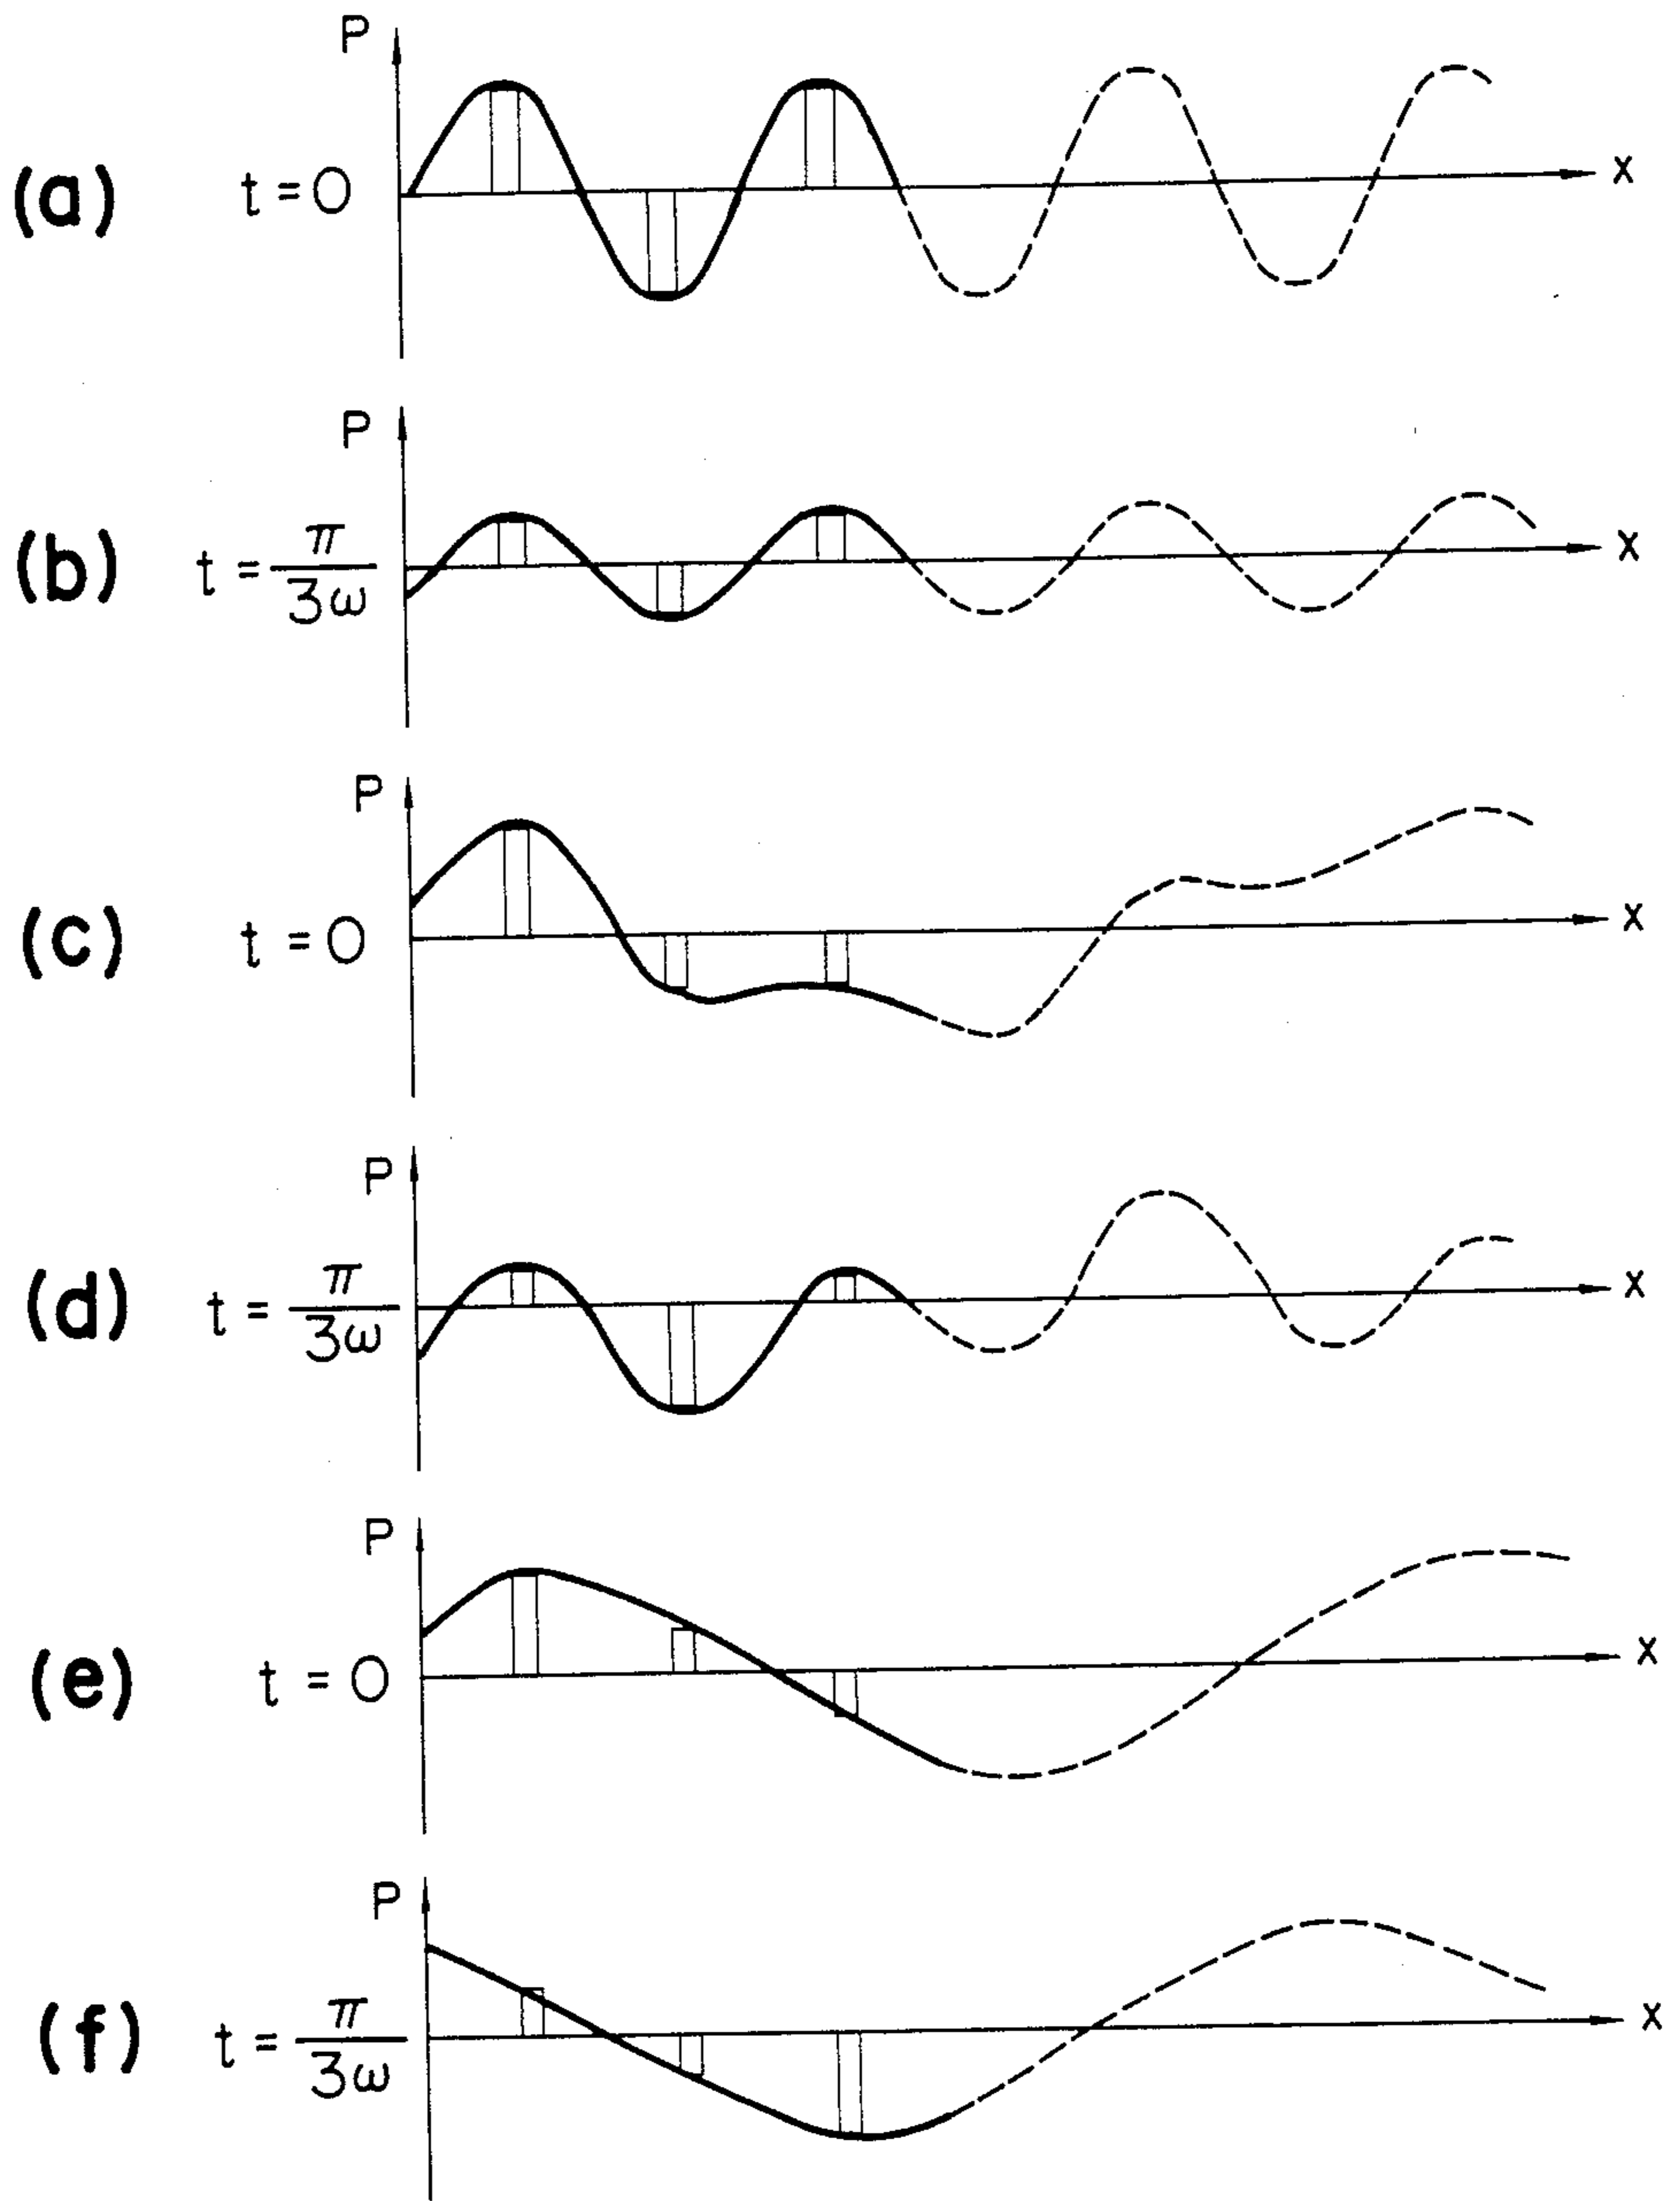 P
(a) t = 0 x
P
(b) t = π/3ω x
P
(c) t = 0 x
P
(d) t = π/3ω x
P
(e) t = 0 x
P
(f) t = π/3ω x